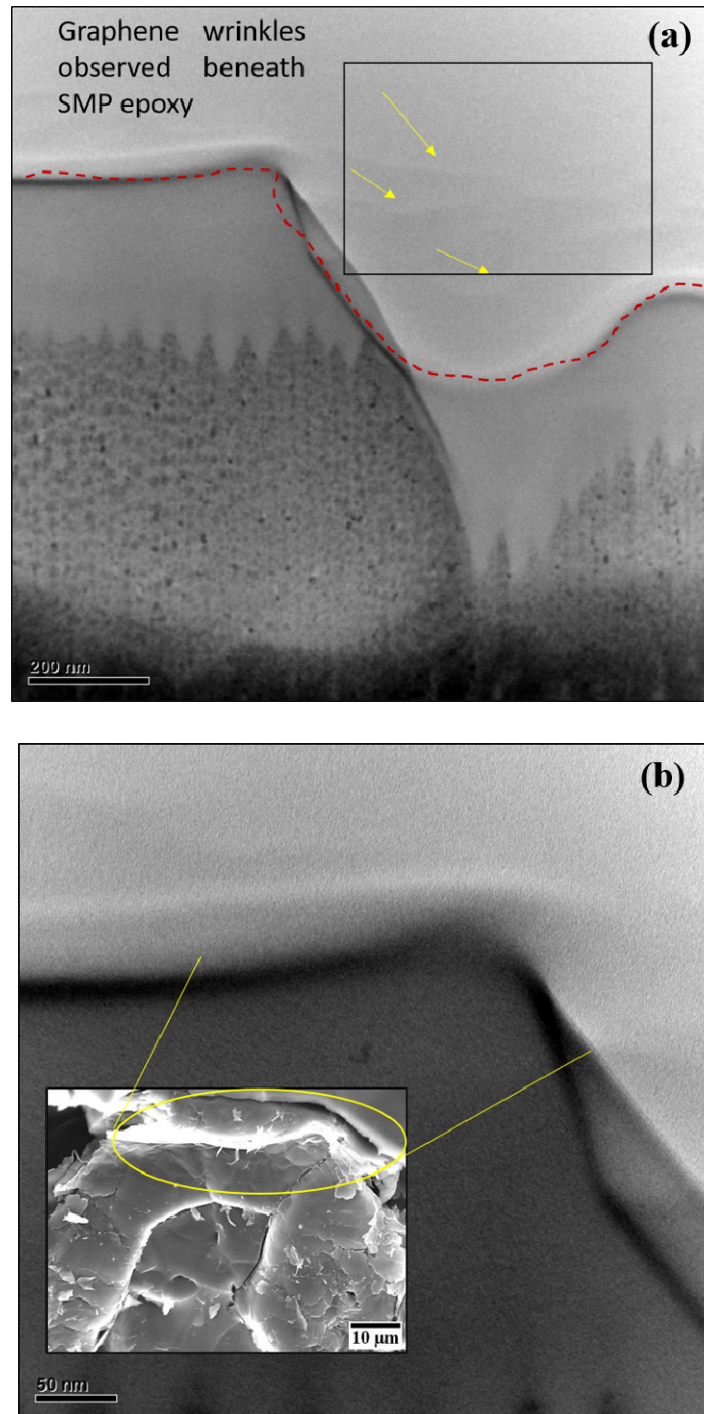 Graphene wrinkles
observed beneath
SMP epoxy
(a)
200 nm
(b)
10 µm
50 nm